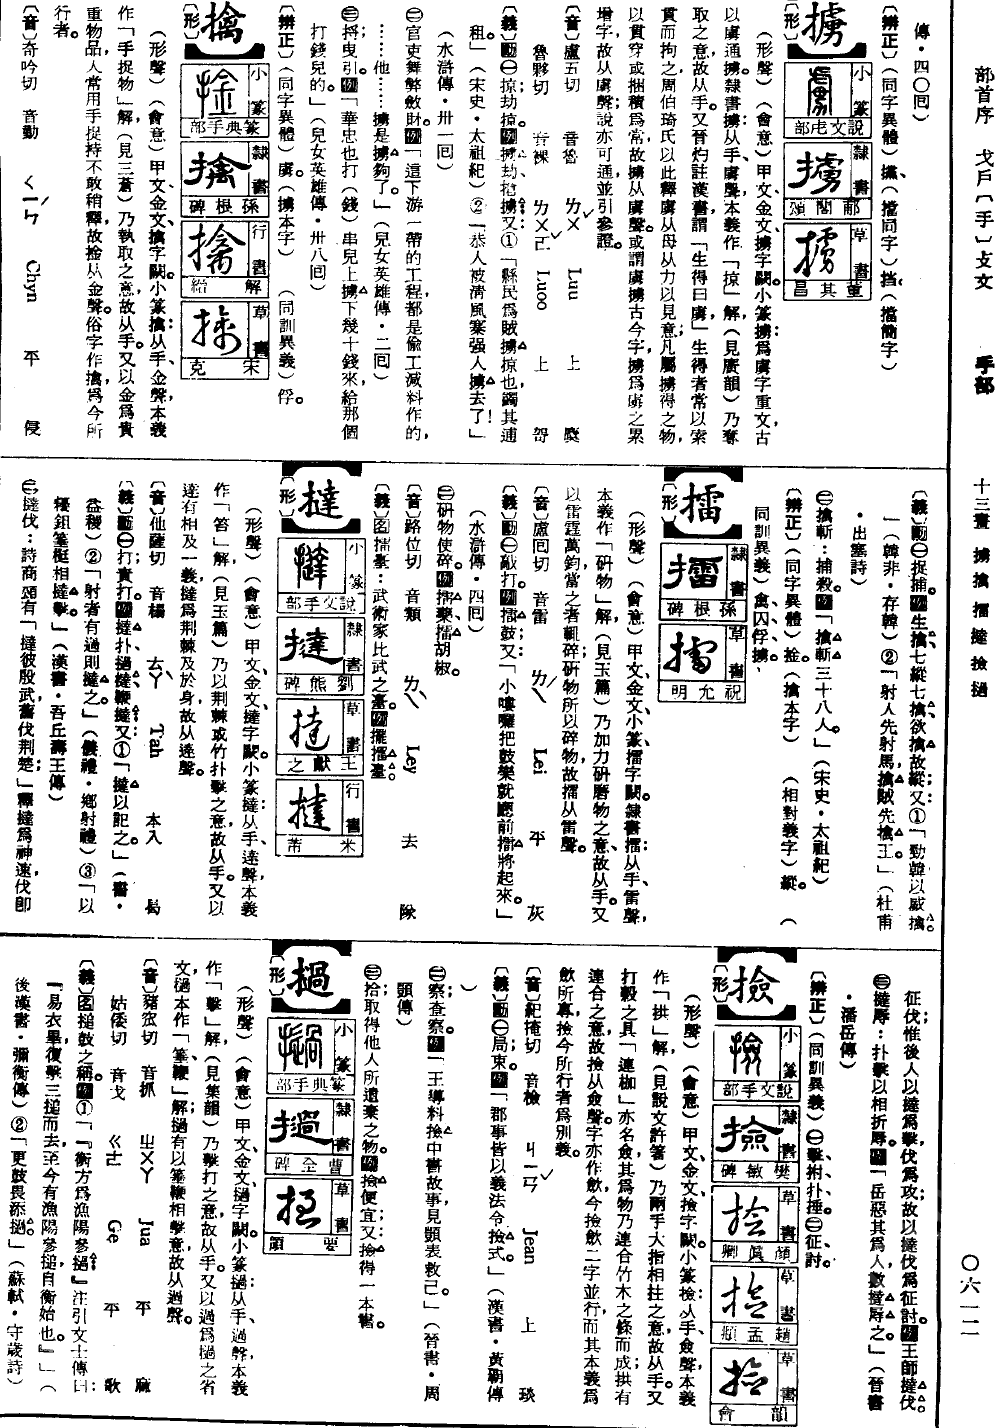 部首序 戈戶〔手〕攴文 手部 十三畫 擄擒擂撻撿撾 〇六一二
傳・四〇回)
〔辨正〕(同字異體)攩(擋同字)挡(擋簡字)
擄
〔形〕
小篆 說文虍部
隸書 邴閣頌
草書 董其昌
(形聲)(會意)甲文、金文擄字闕。小篆擄:爲虜字重文,古
以虜通擄。隸書擄:从手、虜聲,本義作「掠」解(見廣韻)乃奪
取之意,故从手。又晉灼註漢書謂「生得曰虜」生得者常以索
貫而拘之,周伯琦氏以此釋虜从毋从力以見意;凡屬擄得之物,
以貫穿或捆積爲常,故擄从虜聲。或謂虜擄古今字,擄爲虜之累
增字,故从虜聲,說亦可通,並引參證。
〔音〕盧五切 音魯 ㄌㄨˇ Luu 上 麌
魯夥切 音裸 ㄌㄨㄛˇ Luoo 上 哿
〔義〕動㊀掠;劫掠。例擄劫;擄掠。又①「縣民爲賊擄掠也,蠲其逋
租。」(宋史・太祖紀)②「恭人被清風寨强人擄去了!」
(水滸傳・卅一回)
㊁官吏舞弊斂財。例「這下游一帶的工程,都是偷工減料作的,
……他……擄是擄夠了。」(兒女英雄傳・二回)
㊂捋;曳引。例「華忠也打(錢)串兒上擄下幾十錢來,給那個
打錢兒的」(兒女英雄傳・卅八回)
〔辨正〕(同字異體)虜(擄本字) (同訓異義)俘。
擒
〔形〕
小篆 篆典手部
隸書 孫根碑
行書 解縉
草書 宋克
(形聲)(會意)甲文、金文擒字闕。小篆擒:从手、金聲,本義
作「手捉物」解(見三蒼)乃執取之意,故从手。又以金爲貴
重物品,人常用手捉持不敢稍釋,故捦从金聲。俗字作擒,爲今所
行者。
〔音〕奇吟切 音勤 ㄑㄧㄣˊ Chyn 平 侵
〔義〕動㊀捉;捕。例生擒;七縱七擒;欲擒故縱。又①「勁韓以威擒。
」(韓非・存韓)②「射人先射馬,擒賊先擒王。」(杜甫
・出塞詩)
㊁擒斬:捕殺。例「擒斬三十八人。」(宋史・太祖紀)
〔辨正〕(同字異體)捦(擒本字) (相對義字)縱。 (
同訓異義)禽、囚、俘、擄。
擂
〔形〕
隸書 孫根碑
草書 祝允明
(形聲)(會意)甲文、金文、小篆擂字闕。隸書擂:从手、雷聲,
本義作「研物」解,(見玉篇)乃加力研磨物之意,故从手。又
以雷霆萬鈞,當之者輒碎,研物所以碎物,故擂从雷聲。
〔音〕盧回切 音雷 ㄌㄟˊ Lei 平 灰
〔義〕動㊀敲打。例擂鼓。又「小嘍囉把鼓樂就廳前擂將起來。」
(水滸傳・四回)
㊁研物使碎。例擂藥;擂胡椒。
〔音〕路位切 音類 ㄌㄟˋ Ley 去 隊
〔義〕名擂臺:武術家比武之臺。例擺擂臺。
撻
〔形〕
小篆 說文手部
隸書 劉熊碑
草書 王獻之
行書 米芾
(形聲)(會意)甲文、金文撻字闕。小篆撻:从手、達聲,本義
作「笞」解,(見玉篇)乃以荆棘或竹扑擊之意,故从手。又以
達有相及一義,撻爲荆棘及於身,故从達聲。
〔音〕他薩切 音榻 ㄊㄚˋ Tah 本入 曷
〔義〕動㊀打;責打。例撻扑;撾撻;鞭撻。又①「撻以記之。」(書・
益稷)②「射者有過則撻之。」(儀禮・鄉射禮)③「以
耰鉏箠梃相撻擊。」(漢書・吾丘壽王傳)
㊁撻伐:詩商頌有「撻彼殷武,奮伐荆楚;」釋撻爲神速,伐卽
征伐;惟後人以撻爲擊,伐爲攻,故以撻伐爲征討。例王師撻伐。
㊂撻辱:扑擊以相折辱。例「岳惡其爲人,數撻辱之。」(晉書
・潘岳傳)
〔辨正〕(同訓異義)㊀擊、拊、扑、捶。㊁征、討。
撿
〔形〕
小篆 說文手部
隸書 樊敏碑
草書 顏眞卿
草書 趙孟頫
草書 韻會
(形聲)(會意)甲文、金文撿字闕。小篆撿:从手、僉聲,本義
作「拱」解,(見說文許箸)乃兩手大指相拄之意,故从手。又
打穀之具「連枷」亦名僉,其爲物乃連合竹木之條而成,拱有
連合之意,故撿从僉聲。字亦作斂,今撿斂二字並行,而其本義爲
斂所專,撿今所行者爲別義。
〔音〕紀掩切 音檢 ㄐㄧㄢˇ Jean 上 琰
〔義〕動㊀局束。例「郡事皆以義法令撿式。」(漢書・黃霸傳
)
㊁察;查察。例「王導料撿中書故事,見顗表救己。」(晉書・周
顗傳)
㊂拾取得他人所遺棄之物。例撿便宜。又撿得一本書。
撾
〔形〕
小篆 篆典手部
隸書 曹全碑
草書 要韻
(形聲)(會意)甲文、金文撾字闕。小篆撾:从手、過聲,本義
作「擊」解,(見集韻)乃擊打之意,故从手。又以過爲檛之省
文,檛本作「箠、鞭」解,撾有以箠鞭相擊意,故从過聲。
〔音〕豬窊切 音抓 ㄓㄨㄚ Jua 平 麻
姑倭切 音戈 ㄍㄜ Ge 平 歌
〔義〕名撾鼓之稱。例①「『衡方爲漁陽參撾』注引文士傳曰:
『易衣畢,復擊三撾而去,至今有漁陽參撾,自衡始也。』」(
後漢書・彌衡傳)②「更鼓畏添撾。」(蘇軾・守歲詩)